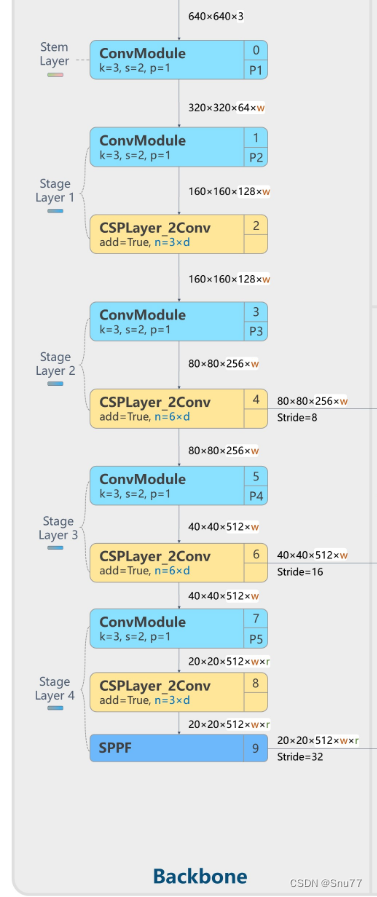 640×640×3
Stem
Layer
ConvModule
0
k=3, s=2, p=1
P1
320×320×64×w
ConvModule
1
k=3, s=2, p=1
P2
Stage
Layer 1
160×160×128×w
CSPLayer_2Conv
2
add=True, n=3×d
160×160×128×w
ConvModule
3
k=3, s=2, p=1
P3
Stage
Layer 2
80×80×256×w
CSPLayer_2Conv
4
add=True, n=6×d
80×80×256×w
Stride=8
80×80×256×w
ConvModule
5
k=3, s=2, p=1
P4
Stage
Layer 3
40×40×512×w
CSPLayer_2Conv
6
add=True, n=6×d
40×40×512×w
Stride=16
40×40×512×w
ConvModule
7
k=3, s=2, p=1
P5
Stage
Layer 4
20×20×512×w×r
CSPLayer_2Conv
8
add=True, n=3×d
20×20×512×w×r
SPPF
9
20×20×512×w×r
Stride=32
Backbone
CSDN @Snu77